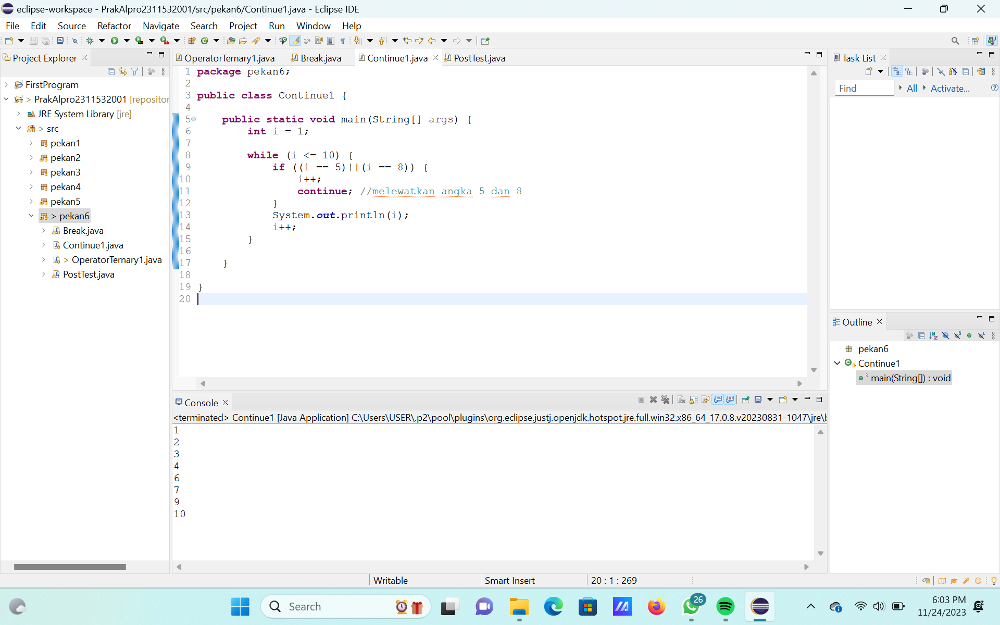 eclipse-workspace - PrakAlpro2311532001/src/pekan6/Continue1.java - Eclipse IDE
File Edit Source Refactor Navigate Search Project Run Window Help
Project Explorer
FirstProgram
> PrakAlpro2311532001 [repositor
JRE System Library [jre]
> src
pekan1
pekan2
pekan3
pekan4
pekan5
> pekan6
Break.java
Continue1.java
> OperatorTernary1.java
PostTest.java
OperatorTernary1.java Break.java Continue1.java PostTest.java
1 package pekan6;
2
3 public class Continue1 {
4
5 public static void main(String[] args) {
6 int i = 1;
7
8 while (i <= 10) {
9 if ((i == 5)||(i == 8)) {
10 i++;
11 continue; //melewatkan angka 5 dan 8
12 }
13 System.out.println(i);
14 i++;
15 }
16
17 }
18
19 }
20
Console
<terminated> Continue1 [Java Application] C:\Users\USER\.p2\pool\plugins\org.eclipse.justj.openjdk.hotspot.jre.full.win32.x86_64_17.0.8.v20230831-1047\jre\b
1
2
3
4
6
7
9
10
Task List
Find All Activate...
Outline
pekan6
Continue1
main(String[]) : void
Writable Smart Insert 20 : 1 : 269
Search
26
6:03 PM
11/24/2023